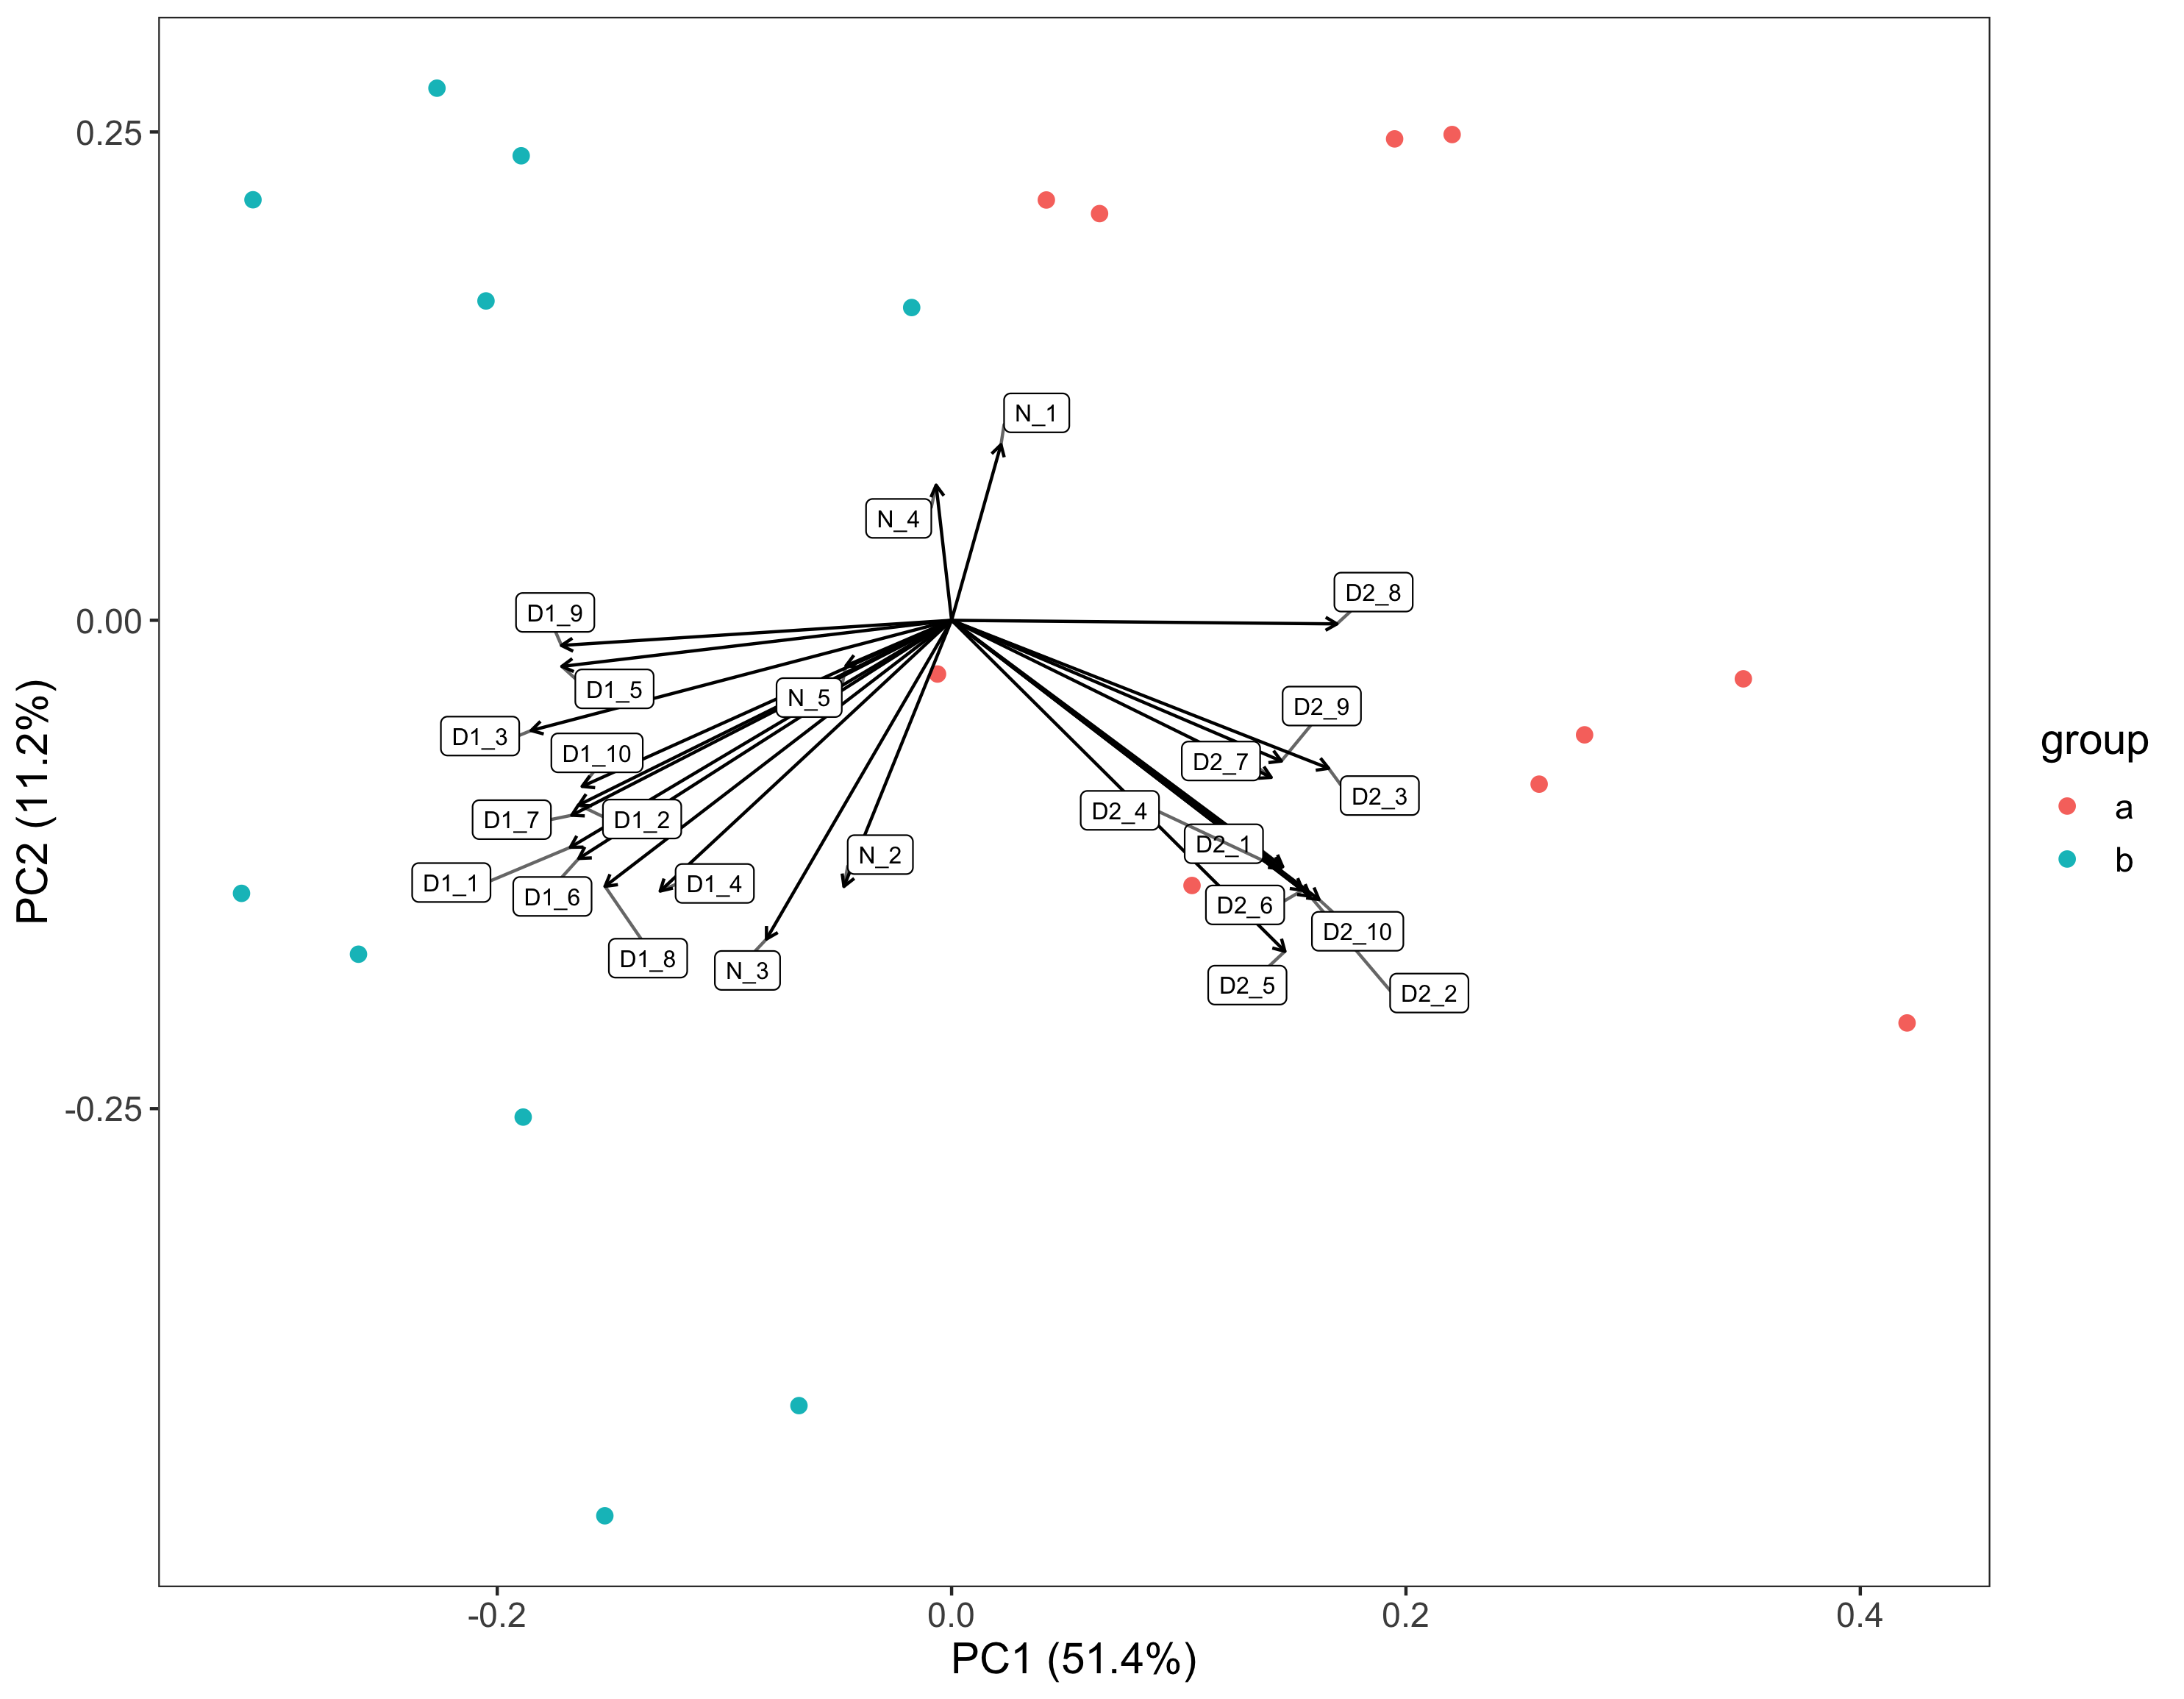 0.25
0.00
-0.25
PC2 (11.2%)
N_1
N_4
D2_8
D1_9
D1_5
N_5
D2_9
D1_3
D1_10
D2_7
D2_3
D2_4
D1_7
D1_2
D2_1
N_2
D1_1
D1_4
D1_6
D2_6
D2_10
D1_8
N_3
D2_5
D2_2
group
a
b
-0.2
0.0
0.2
0.4
PC1 (51.4%)